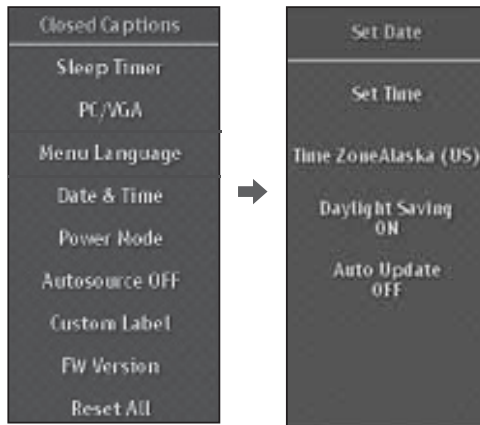 Closed Captions
Sleep Timer
PC/VGA
Menu Language
Date & Time
Power Mode
Autosource OFF
Custom Label
FW Version
Reset All
Set Date
Set Time
Time ZoneAlaska (US)
Daylight Saving
ON
Auto Update
OFF